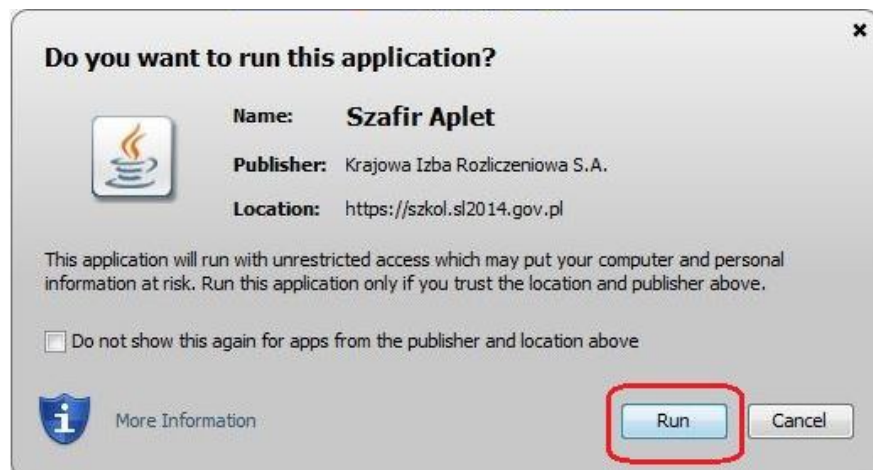 Do you want to run this application?
Name: Szafir Aplet
Publisher: Krajowa Izba Rozliczeniowa S.A.
Location: https://szkol.sl2014.gov.pl
This application will run with unrestricted access which may put your computer and personal
information at risk. Run this application only if you trust the location and publisher above.
Do not show this again for apps from the publisher and location above
More Information
Run Cancel